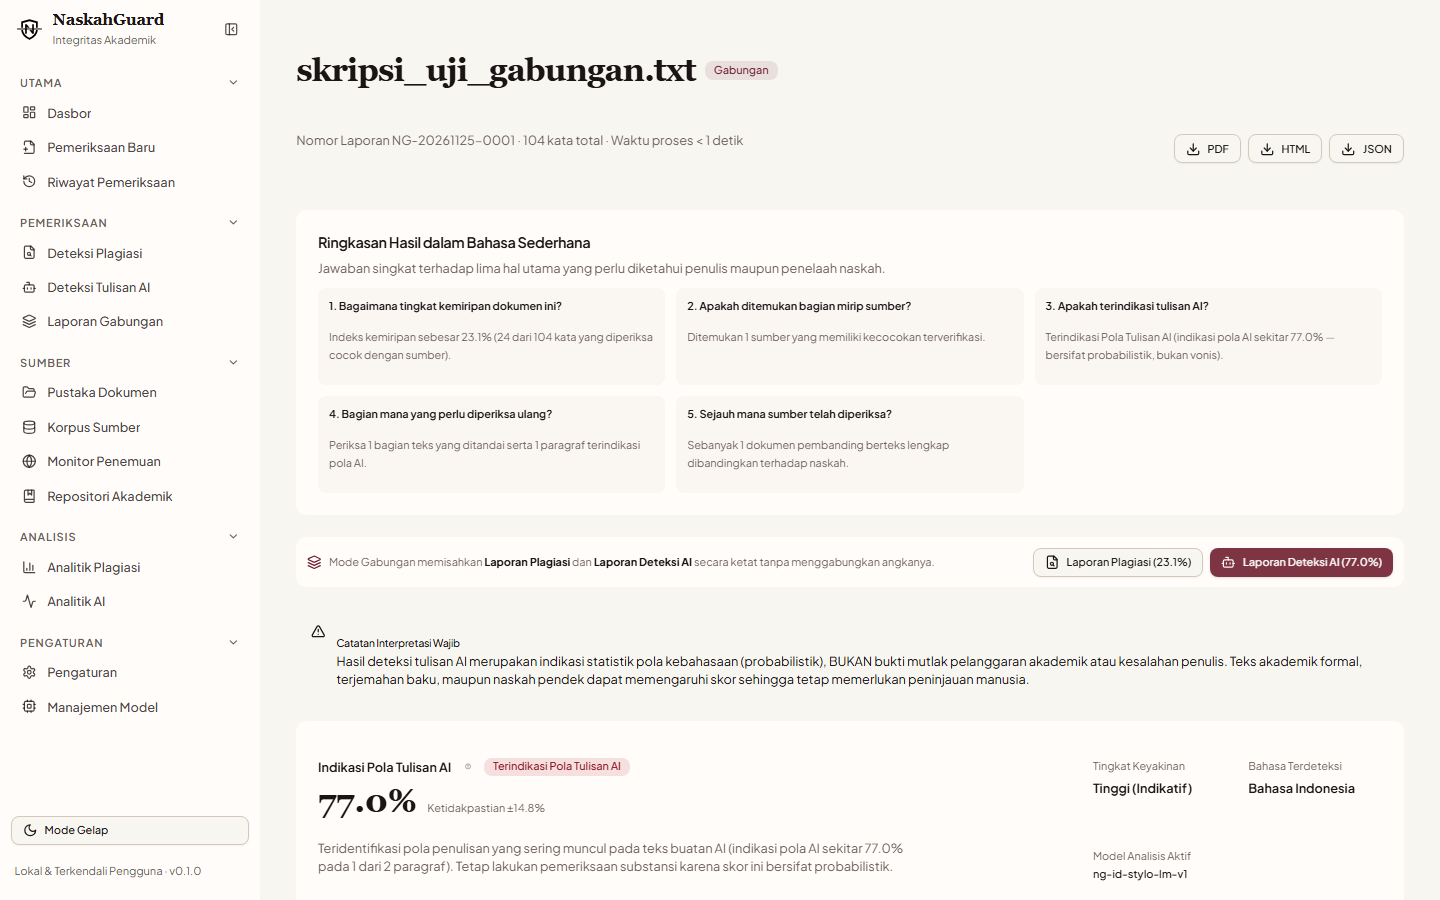 NaskahGuard
Integritas Akademik
UTAMA
Dasbor
Pemeriksaan Baru
Riwayat Pemeriksaan
PEMERIKSAAN
Deteksi Plagiasi
Deteksi Tulisan AI
Laporan Gabungan
SUMBER
Pustaka Dokumen
Korpus Sumber
Monitor Penemuan
Repositori Akademik
ANALISIS
Analitik Plagiasi
Analitik AI
PENGATURAN
Pengaturan
Manajemen Model
Mode Gelap
Lokal & Terkendali Pengguna · v0.1.0
skripsi_uji_gabungan.txt Gabungan
Nomor Laporan NG-20261125-0001 · 104 kata total · Waktu proses < 1 detik
PDF HTML JSON
Ringkasan Hasil dalam Bahasa Sederhana
Jawaban singkat terhadap lima hal utama yang perlu diketahui penulis maupun penelaah naskah.
1. Bagaimana tingkat kemiripan dokumen ini?
Indeks kemiripan sebesar 23.1% (24 dari 104 kata yang diperiksa
cocok dengan sumber).
2. Apakah ditemukan bagian mirip sumber?
Ditemukan 1 sumber yang memiliki kecocokan terverifikasi.
3. Apakah terindikasi tulisan AI?
Terindikasi Pola Tulisan AI (indikasi pola AI sekitar 77.0% —
bersifat probabilistik, bukan vonis).
4. Bagian mana yang perlu diperiksa ulang?
Periksa 1 bagian teks yang ditandai serta 1 paragraf terindikasi
pola AI.
5. Sejauh mana sumber telah diperiksa?
Sebanyak 1 dokumen pembanding berteks lengkap
dibandingkan terhadap naskah.
Mode Gabungan memisahkan Laporan Plagiasi dan Laporan Deteksi AI secara ketat tanpa menggabungkan angkanya.
Laporan Plagiasi (23.1%)
Laporan Deteksi AI (77.0%)
Catatan Interpretasi Wajib
Hasil deteksi tulisan AI merupakan indikasi statistik pola kebahasaan (probabilistik), BUKAN bukti mutlak pelanggaran akademik atau kesalahan penulis. Teks akademik formal,
terjemahan baku, maupun naskah pendek dapat memengaruhi skor sehingga tetap memerlukan peninjauan manusia.
Indikasi Pola Tulisan AI Terindikasi Pola Tulisan AI
77.0% Ketidakpastian ±14.8%
Teridentifikasi pola penulisan yang sering muncul pada teks buatan AI (indikasi pola AI sekitar 77.0%
pada 1 dari 2 paragraf). Tetap lakukan pemeriksaan substansi karena skor ini bersifat probabilistik.
Tingkat Keyakinan
Tinggi (Indikatif)
Bahasa Terdeteksi
Bahasa Indonesia
Model Analisis Aktif
ng-id-stylo-lm-v1